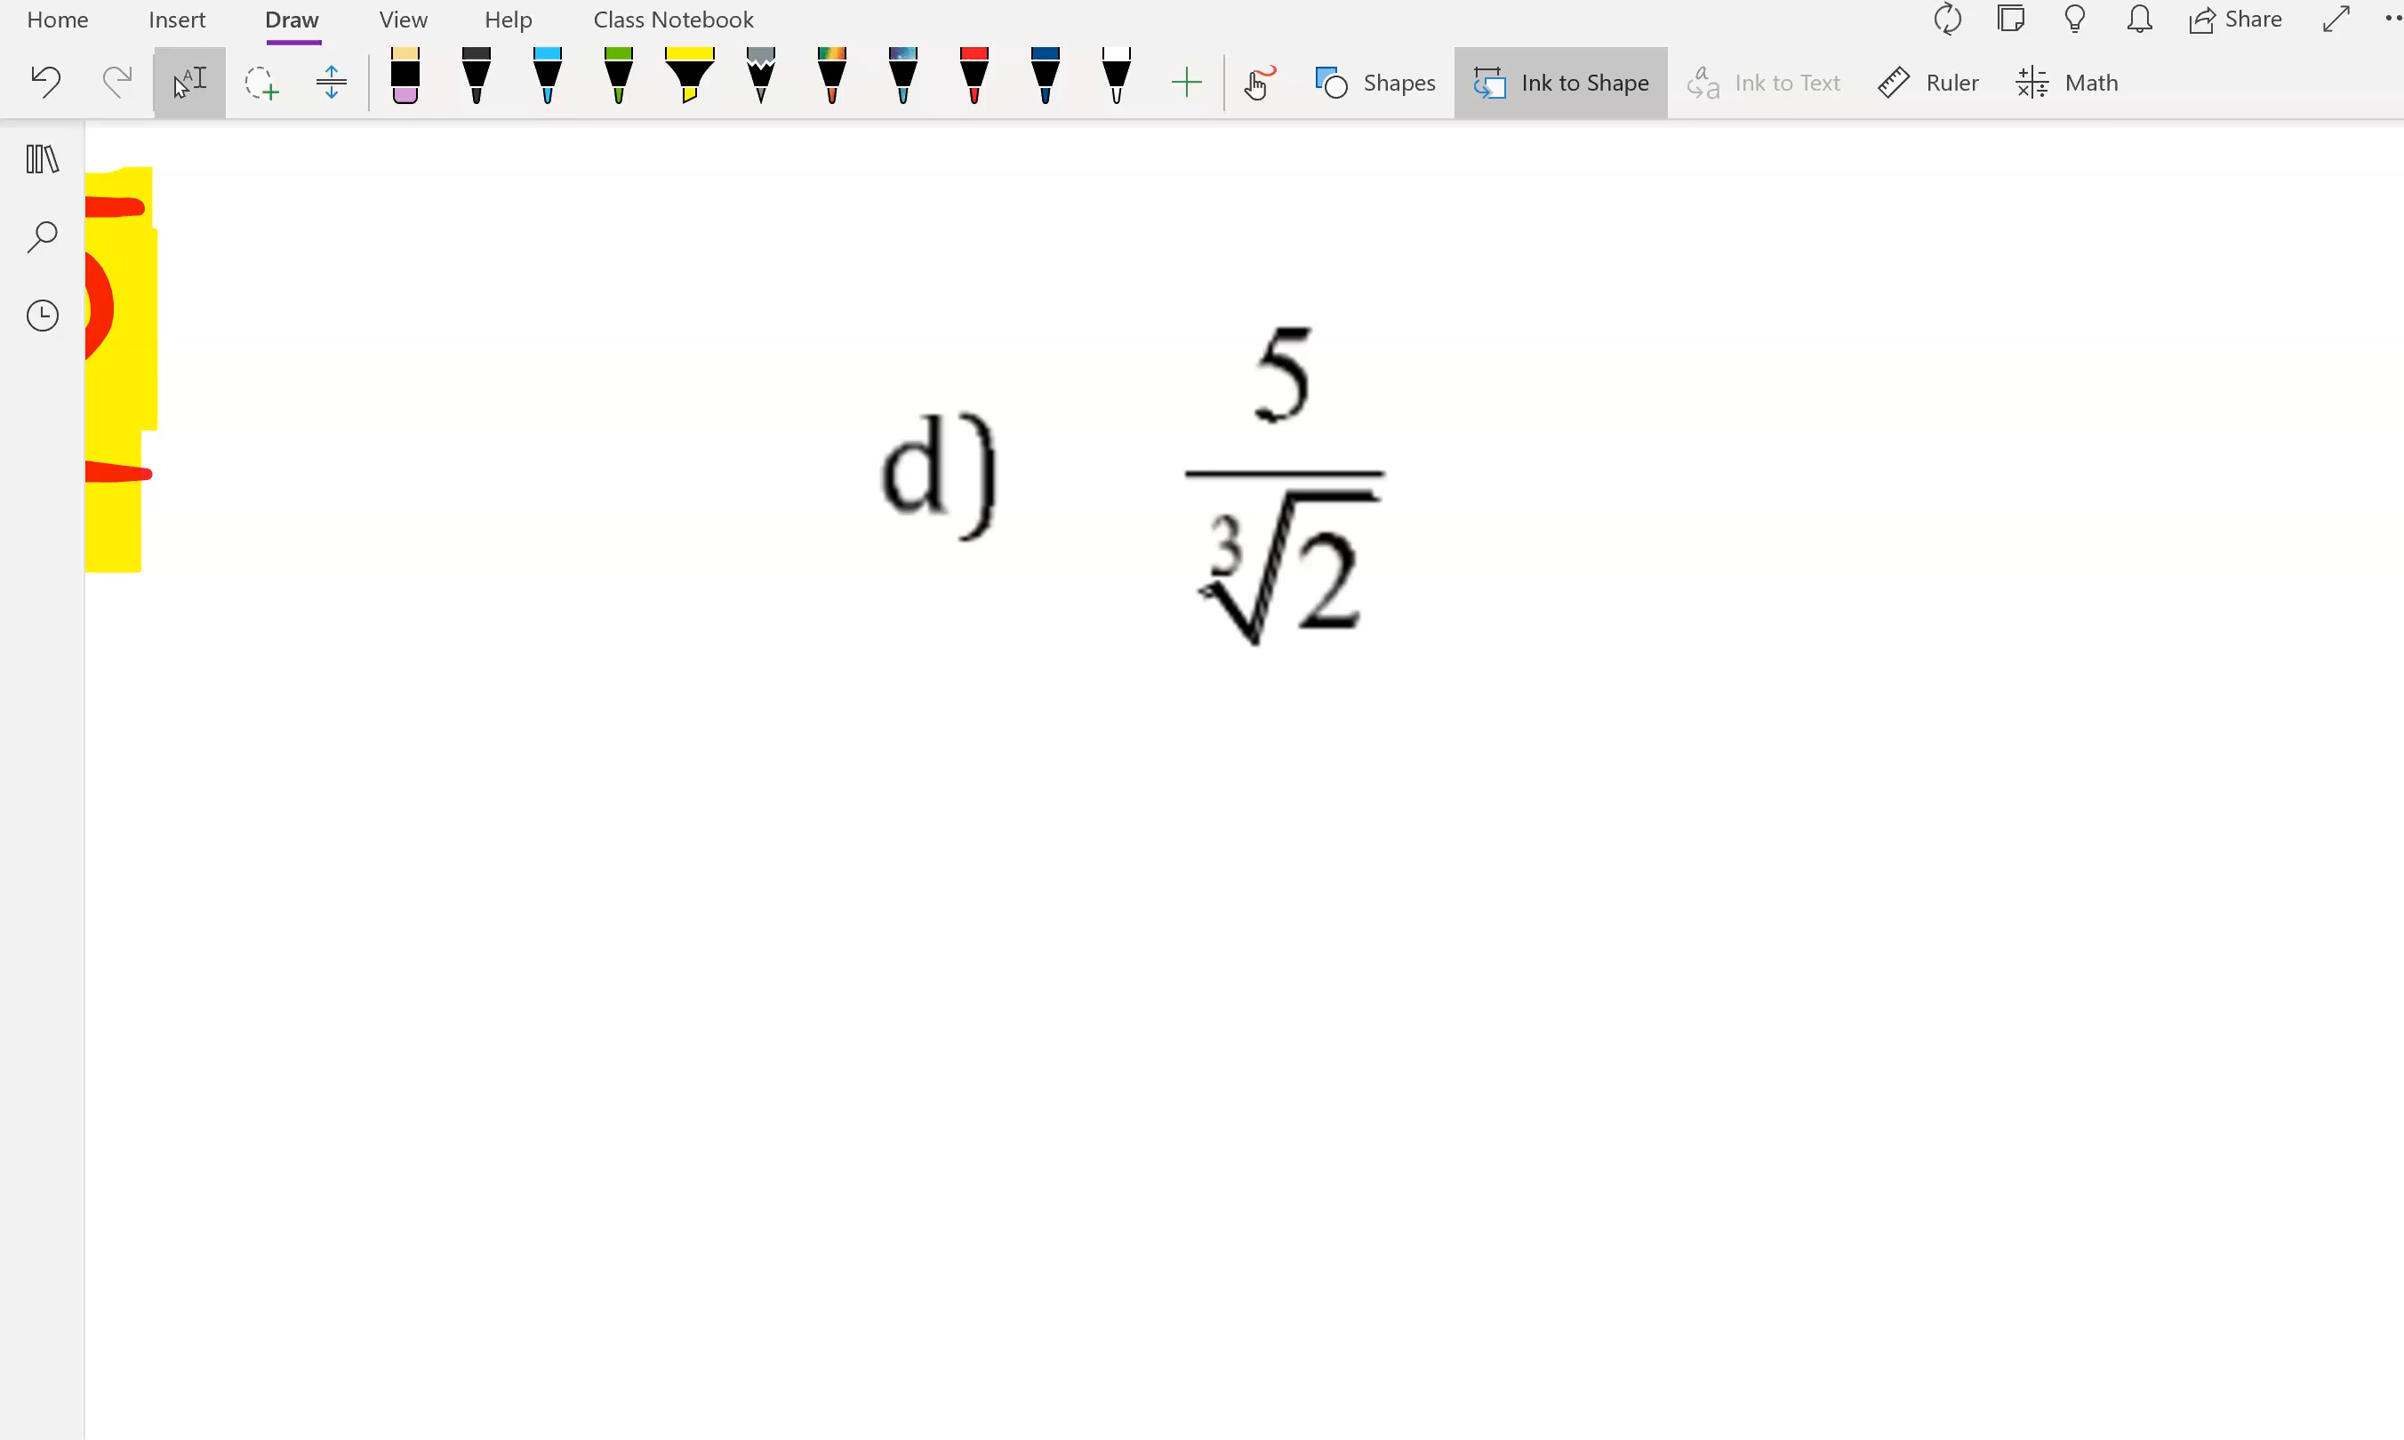 Home Insert Draw View Help Class Notebook Share
Shapes Ink to Shape Ink to Text Ruler Math
d) 5
3√2